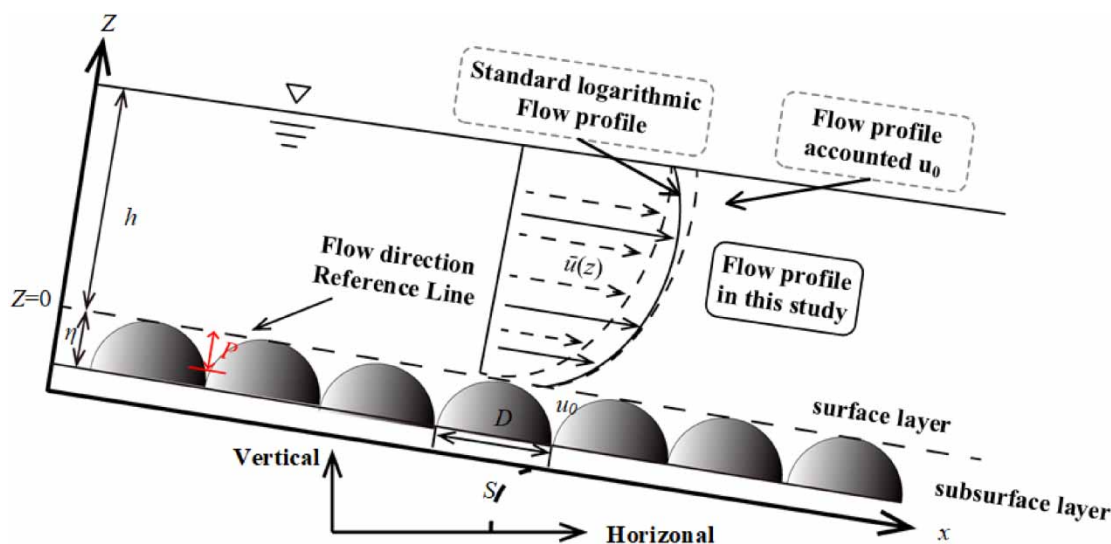 Z
Standard logarithmic
Flow profile
Flow profile
accounted u₀
h
Flow direction
Reference Line
ū(z)
Flow profile
in this study
Z=0
η
P
u₀
D
surface layer
subsurface layer
Vertical
S
Horizonal
x